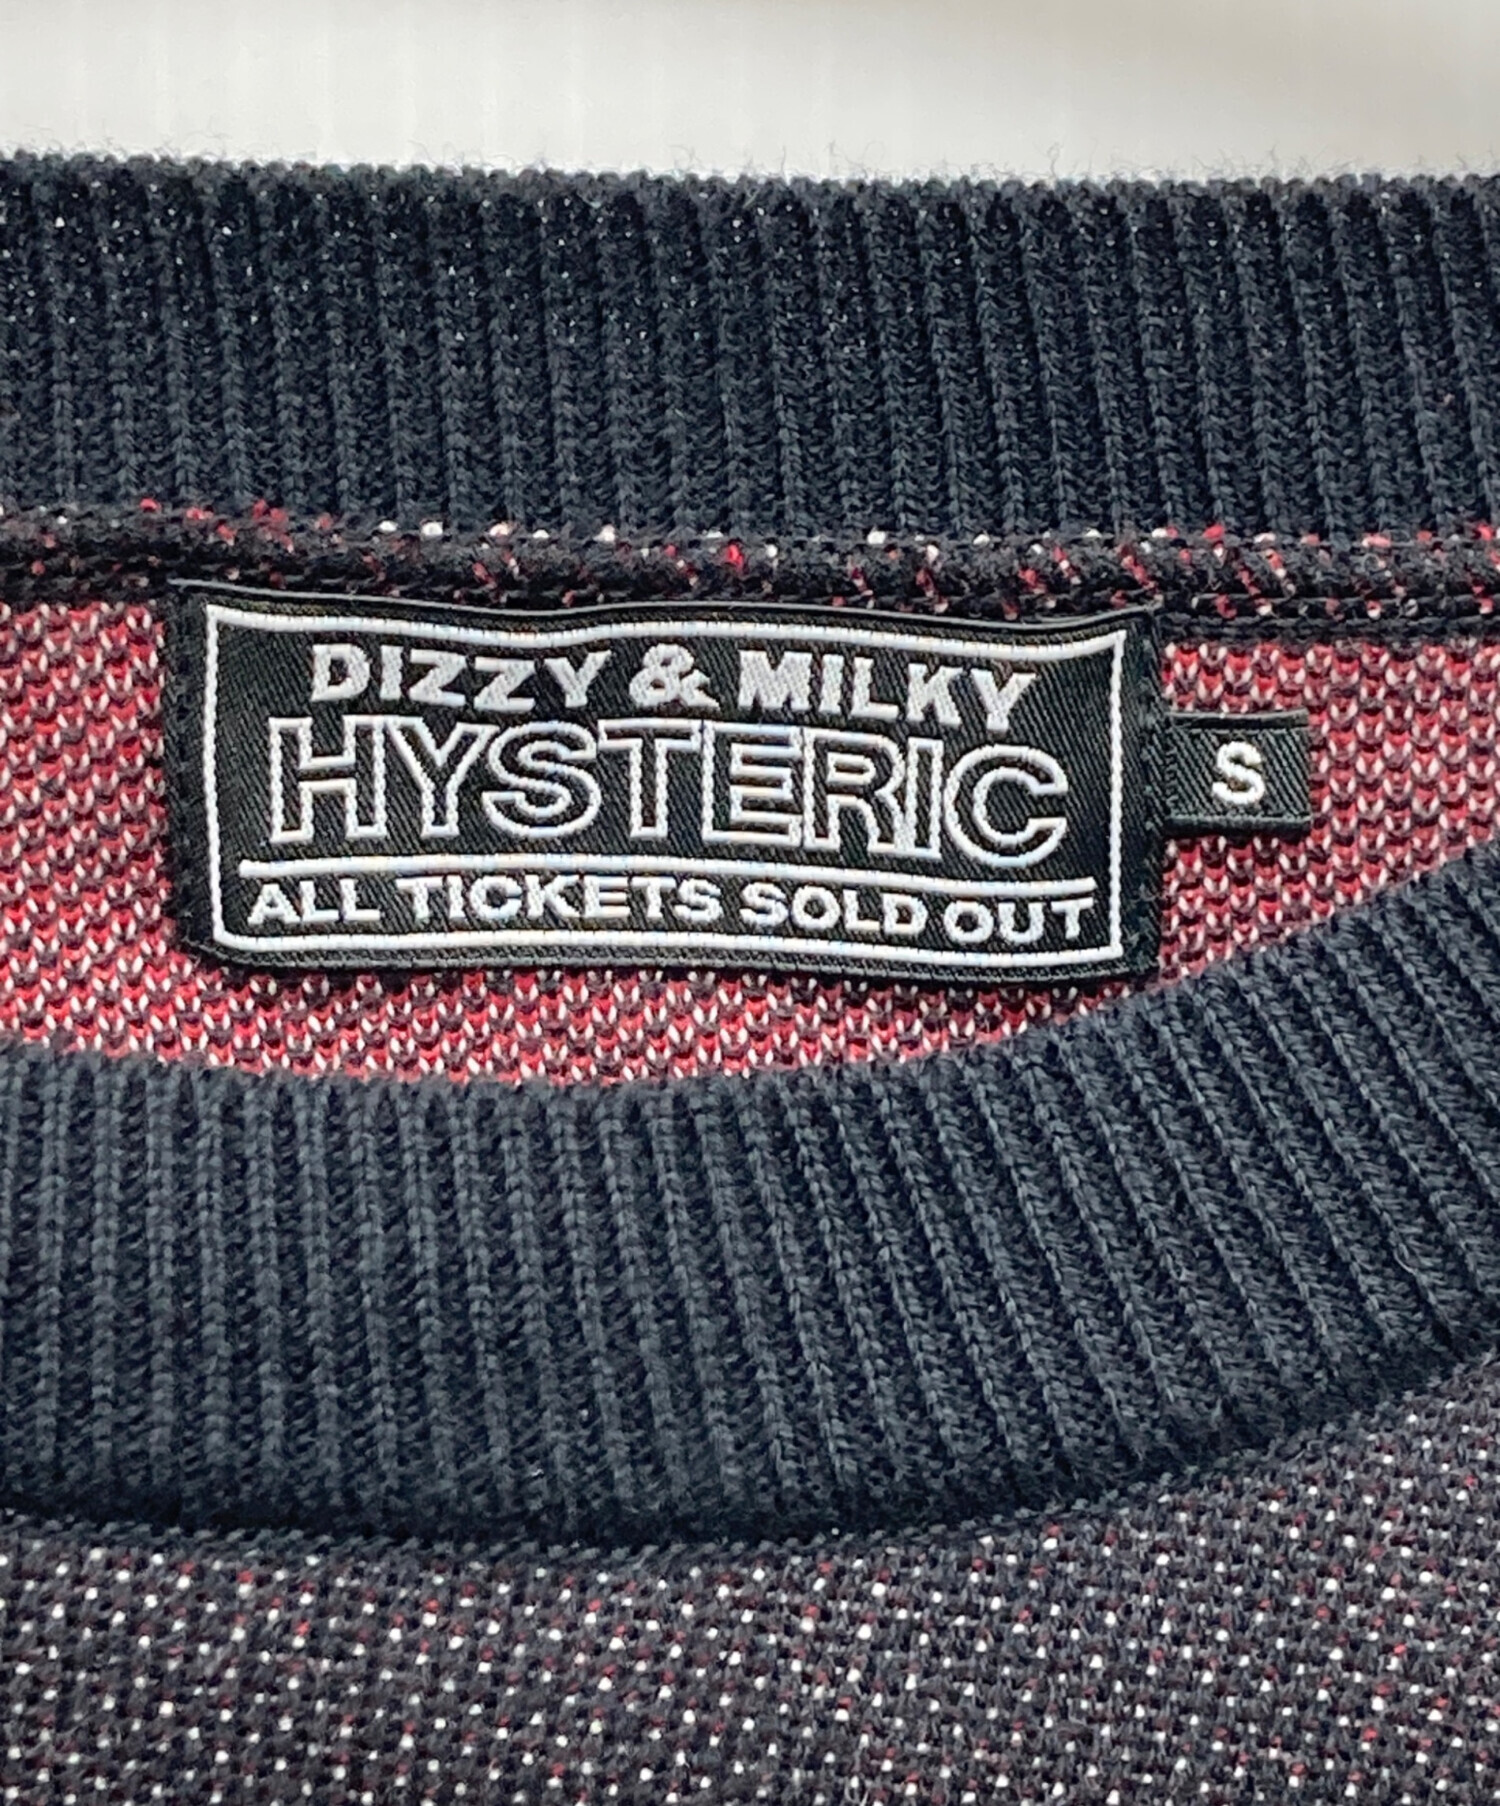 DIZZY & MILKY
HYSTERIC
ALL TICKETS SOLD OUT
S